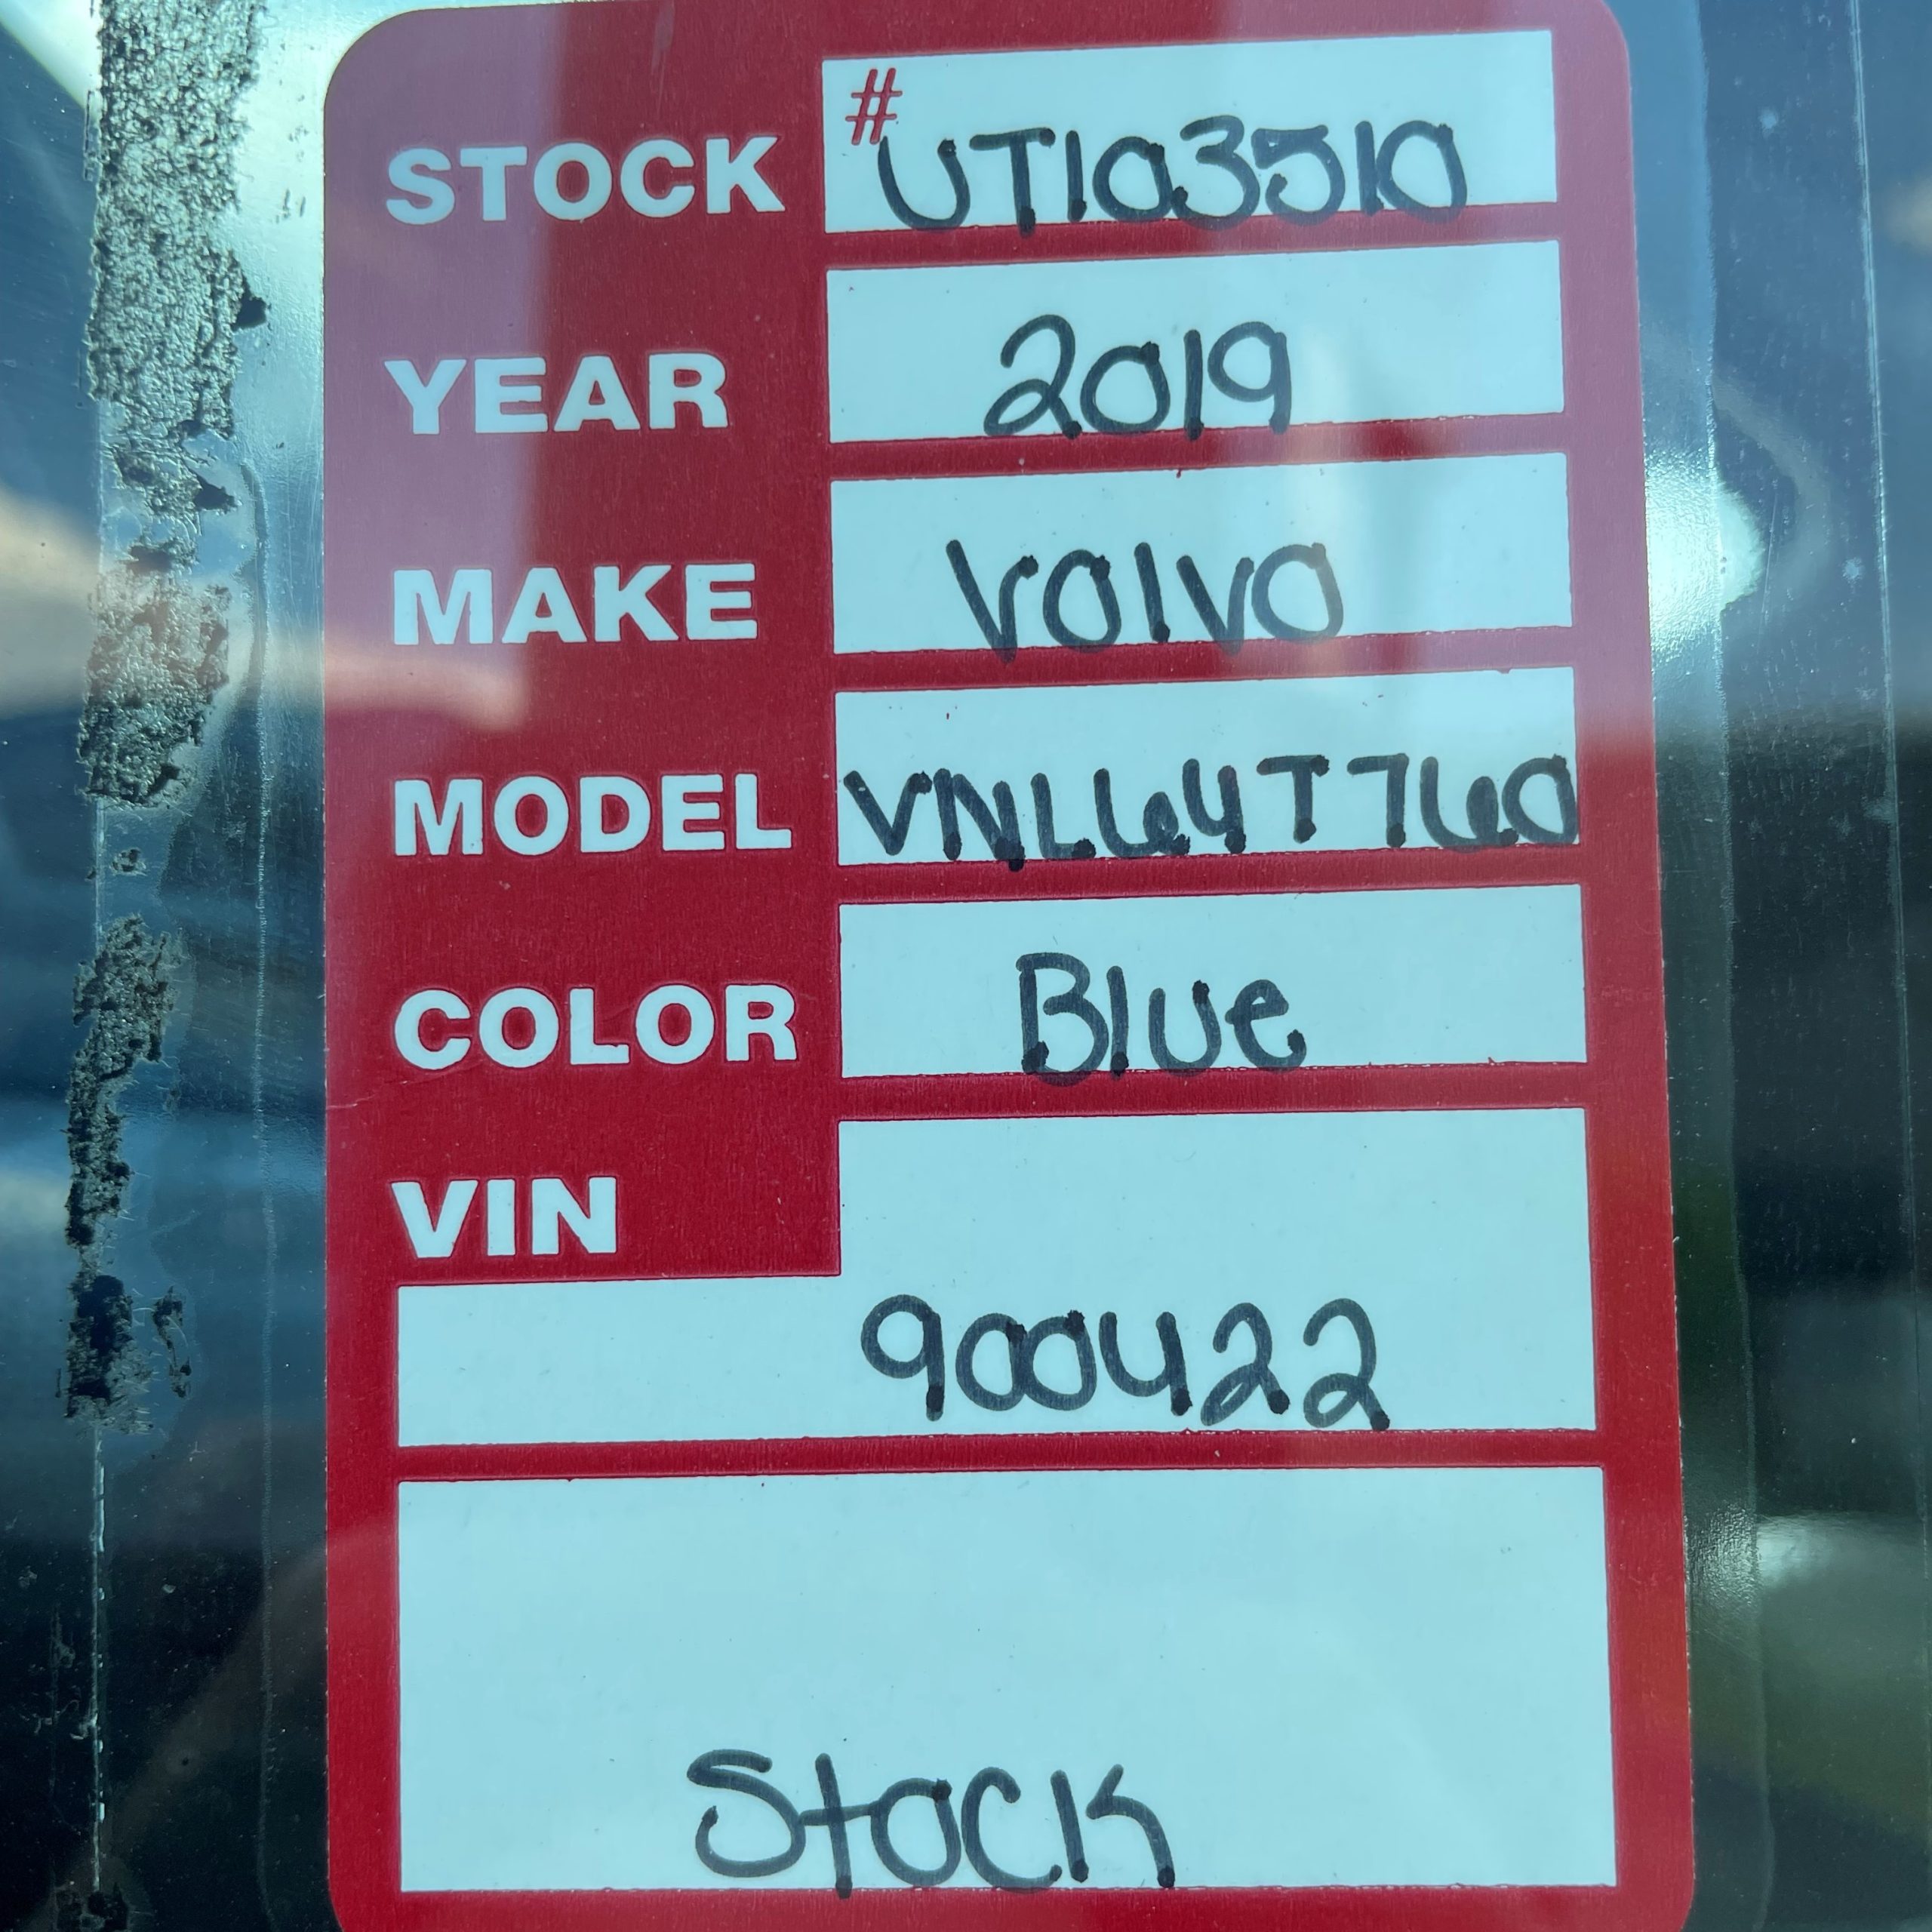 STOCK # UT103510
YEAR 2019
MAKE Volvo
MODEL VNL64T760
COLOR Blue
VIN
900422
Stock